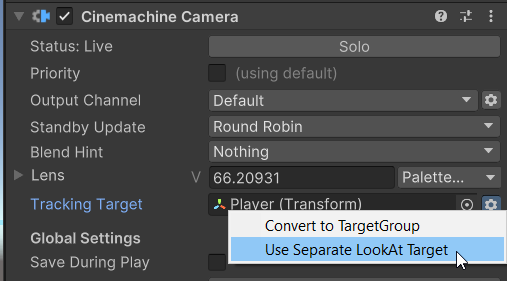 Cinemachine Camera
Status: Live Solo
Priority (using default)
Output Channel Default
Standby Update Round Robin
Blend Hint Nothing
Lens V 66.20931 Palette...
Tracking Target Player (Transform)
Convert to TargetGroup
Global Settings
Use Separate LookAt Target
Save During Play